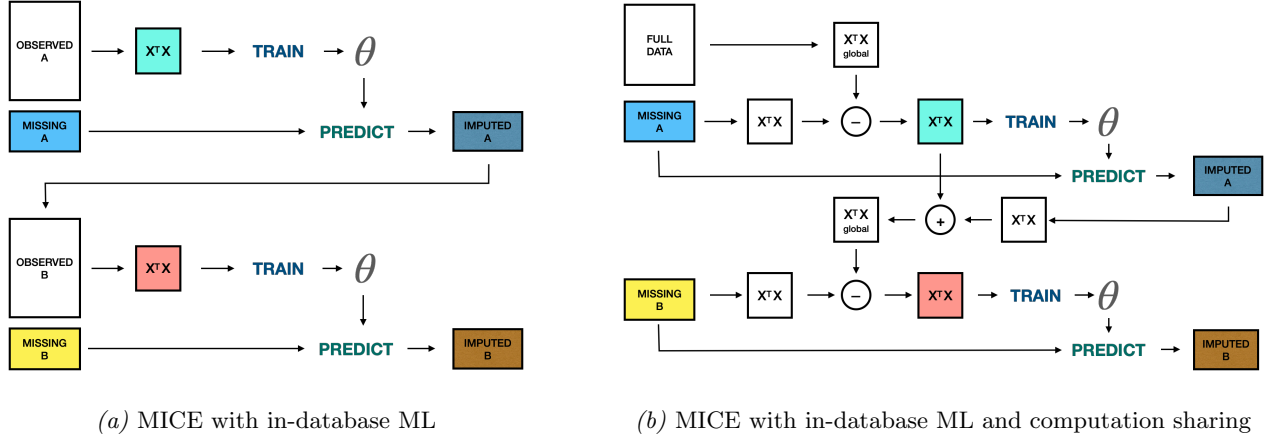 OBSERVED
A
XᵀX
TRAIN
θ
MISSING
A
PREDICT
IMPUTED
A
OBSERVED
B
XᵀX
TRAIN
θ
MISSING
B
PREDICT
IMPUTED
B
(a) MICE with in-database ML
FULL
DATA
XᵀX
global
MISSING
A
XᵀX
−
XᵀX
TRAIN
θ
PREDICT
IMPUTED
A
XᵀX
global
+
XᵀX
MISSING
B
XᵀX
−
XᵀX
TRAIN
θ
PREDICT
IMPUTED
B
(b) MICE with in-database ML and computation sharing